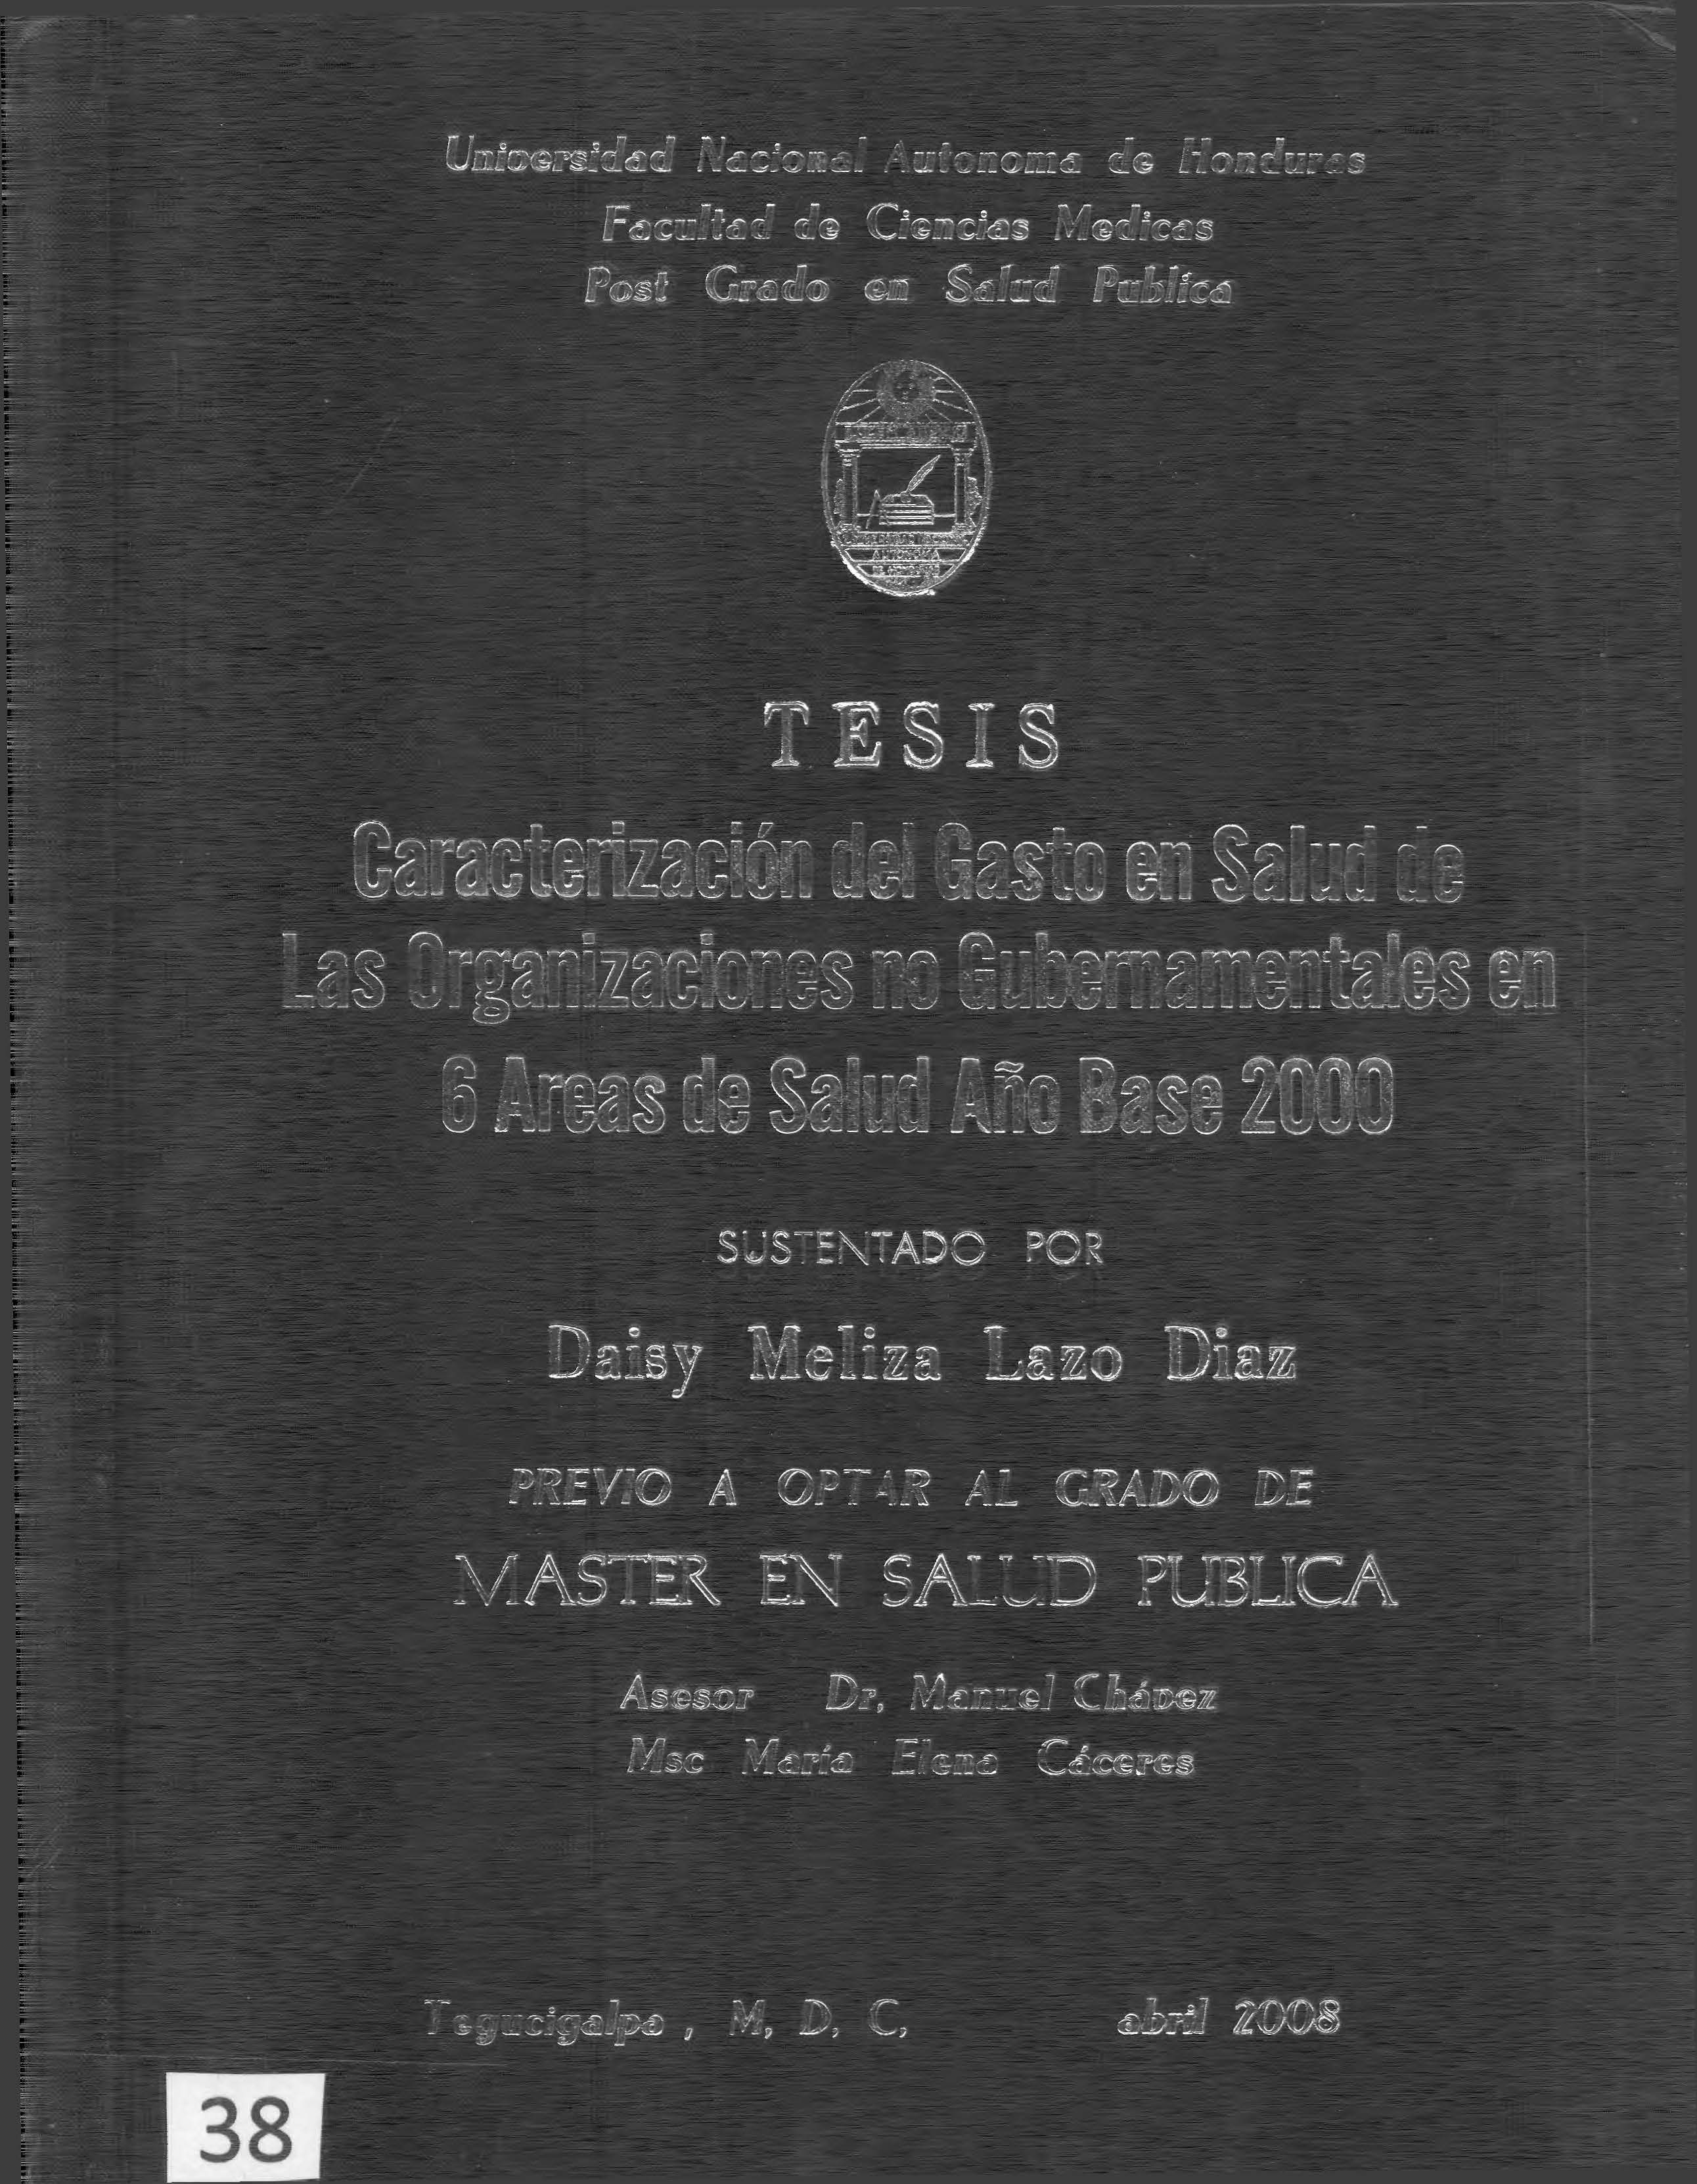 Universidad Nacional Autonoma de Honduras
Facultad de Ciencias Medicas
Post Grado en Salud Publica
TESIS
Caracterización del Gasto en Salud de
Las Organizaciones no Gubernamentales en
6 Areas de Salud Año Base 2000
SUSTENTADO POR
Daisy Meliza Lazo Diaz
PREVIO A OPTAR AL GRADO DE
MASTER EN SALUD PUBLICA
Asesor Dr, Manuel Chávez
Msc María Elena Cáceres
Tegucigalpa , M, D, C, abril 2008
38